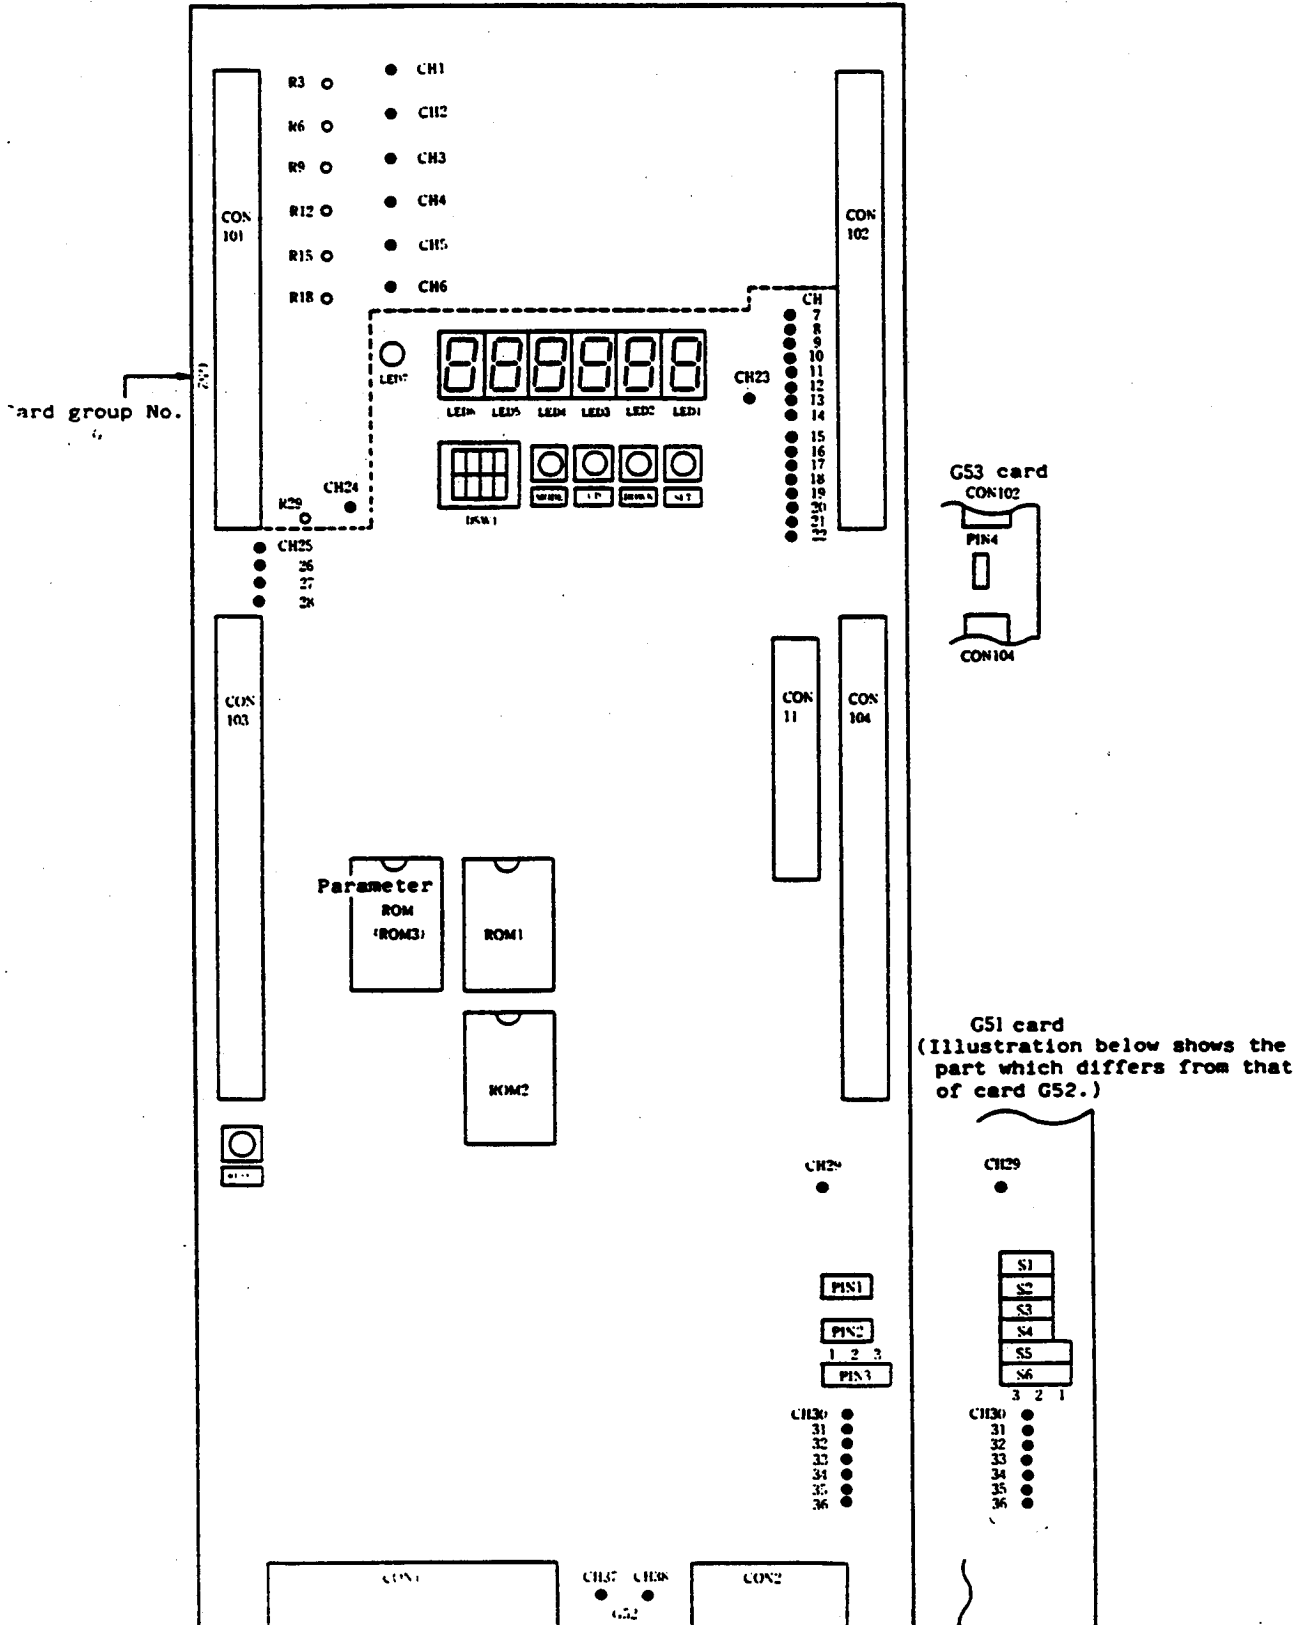 R3
CH1
R6
CH2
R9
CH3
R12
CH4
R15
CH5
R18
CH6
CON
101
CON
102
CH
7
8
9
10
11
12
13
14
15
16
17
18
19
20
21
22
LED7
LED6 LED5 LED4 LED3 LED2 LED1
CH23
card group No.
DSW1
MODE UP DOWN SET
CH24
R29
CH25
26
27
28
G53 card
CON102
PIN4
CON104
CON
103
CON
11
CON
104
Parameter
ROM
(ROM3)
ROM1
ROM2
G51 card
(Illustration below shows the
part which differs from that
of card G52.)
CH29
CH29
PIN1
PIN2
1 2 3
PIN3
S1
S2
S3
S4
S5
S6
3 2 1
CH30
31
32
33
34
35
36
CH30
31
32
33
34
35
36
CON1
CH37 CH38
G52
CON2